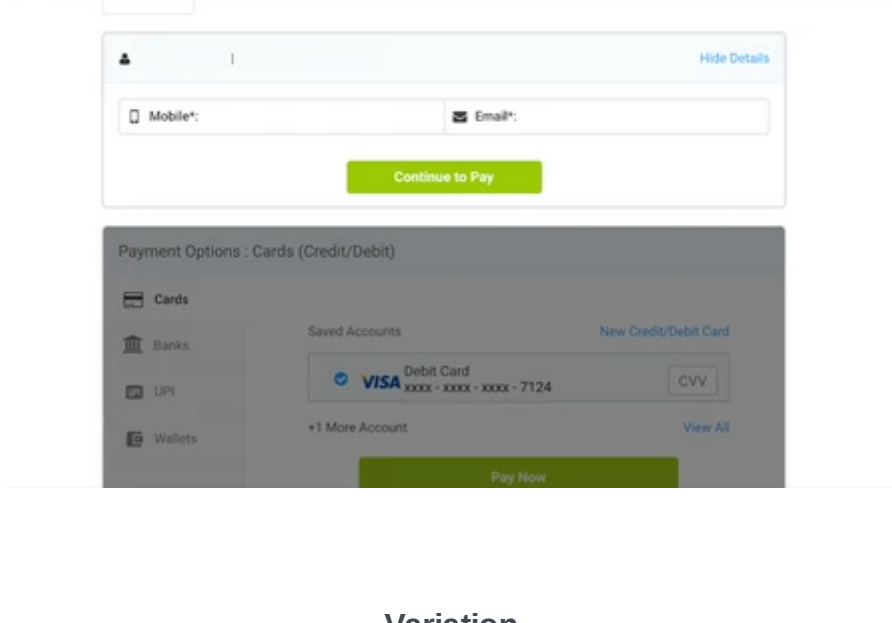 Hide Details
Mobile*: Email*:
Continue to Pay
Payment Options : Cards (Credit/Debit)
Cards
Saved Accounts New Credit/Debit Card
Banks
VISA Debit Card
xxxx - xxxx - xxxx - 7124 CVV
UPI
+1 More Account View All
Wallets
Pay Now
Variation